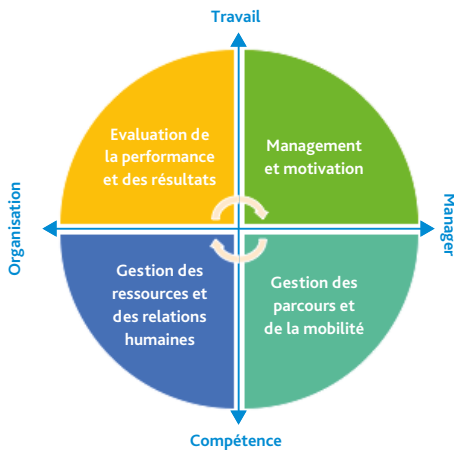 Travail
Evaluation de
la performance
et des résultats
Management
et motivation
Organisation
Manager
Gestion des
ressources et
des relations
humaines
Gestion des
parcours et
de la mobilité
Compétence